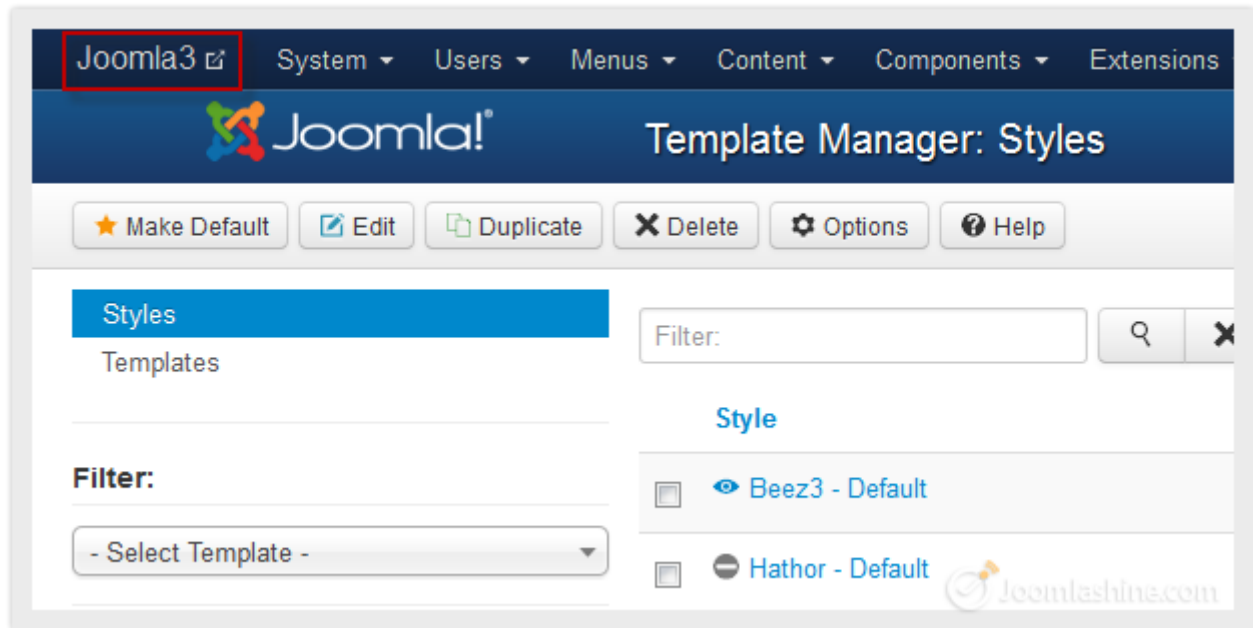 Joomla3 System Users Menus Content Components Extensions
Joomla!® Template Manager: Styles
Make Default Edit Duplicate Delete Options Help
Styles
Templates
Filter:
Style
Filter:
Beez3 - Default
- Select Template -
Hathor - Default
Joomlashine.com